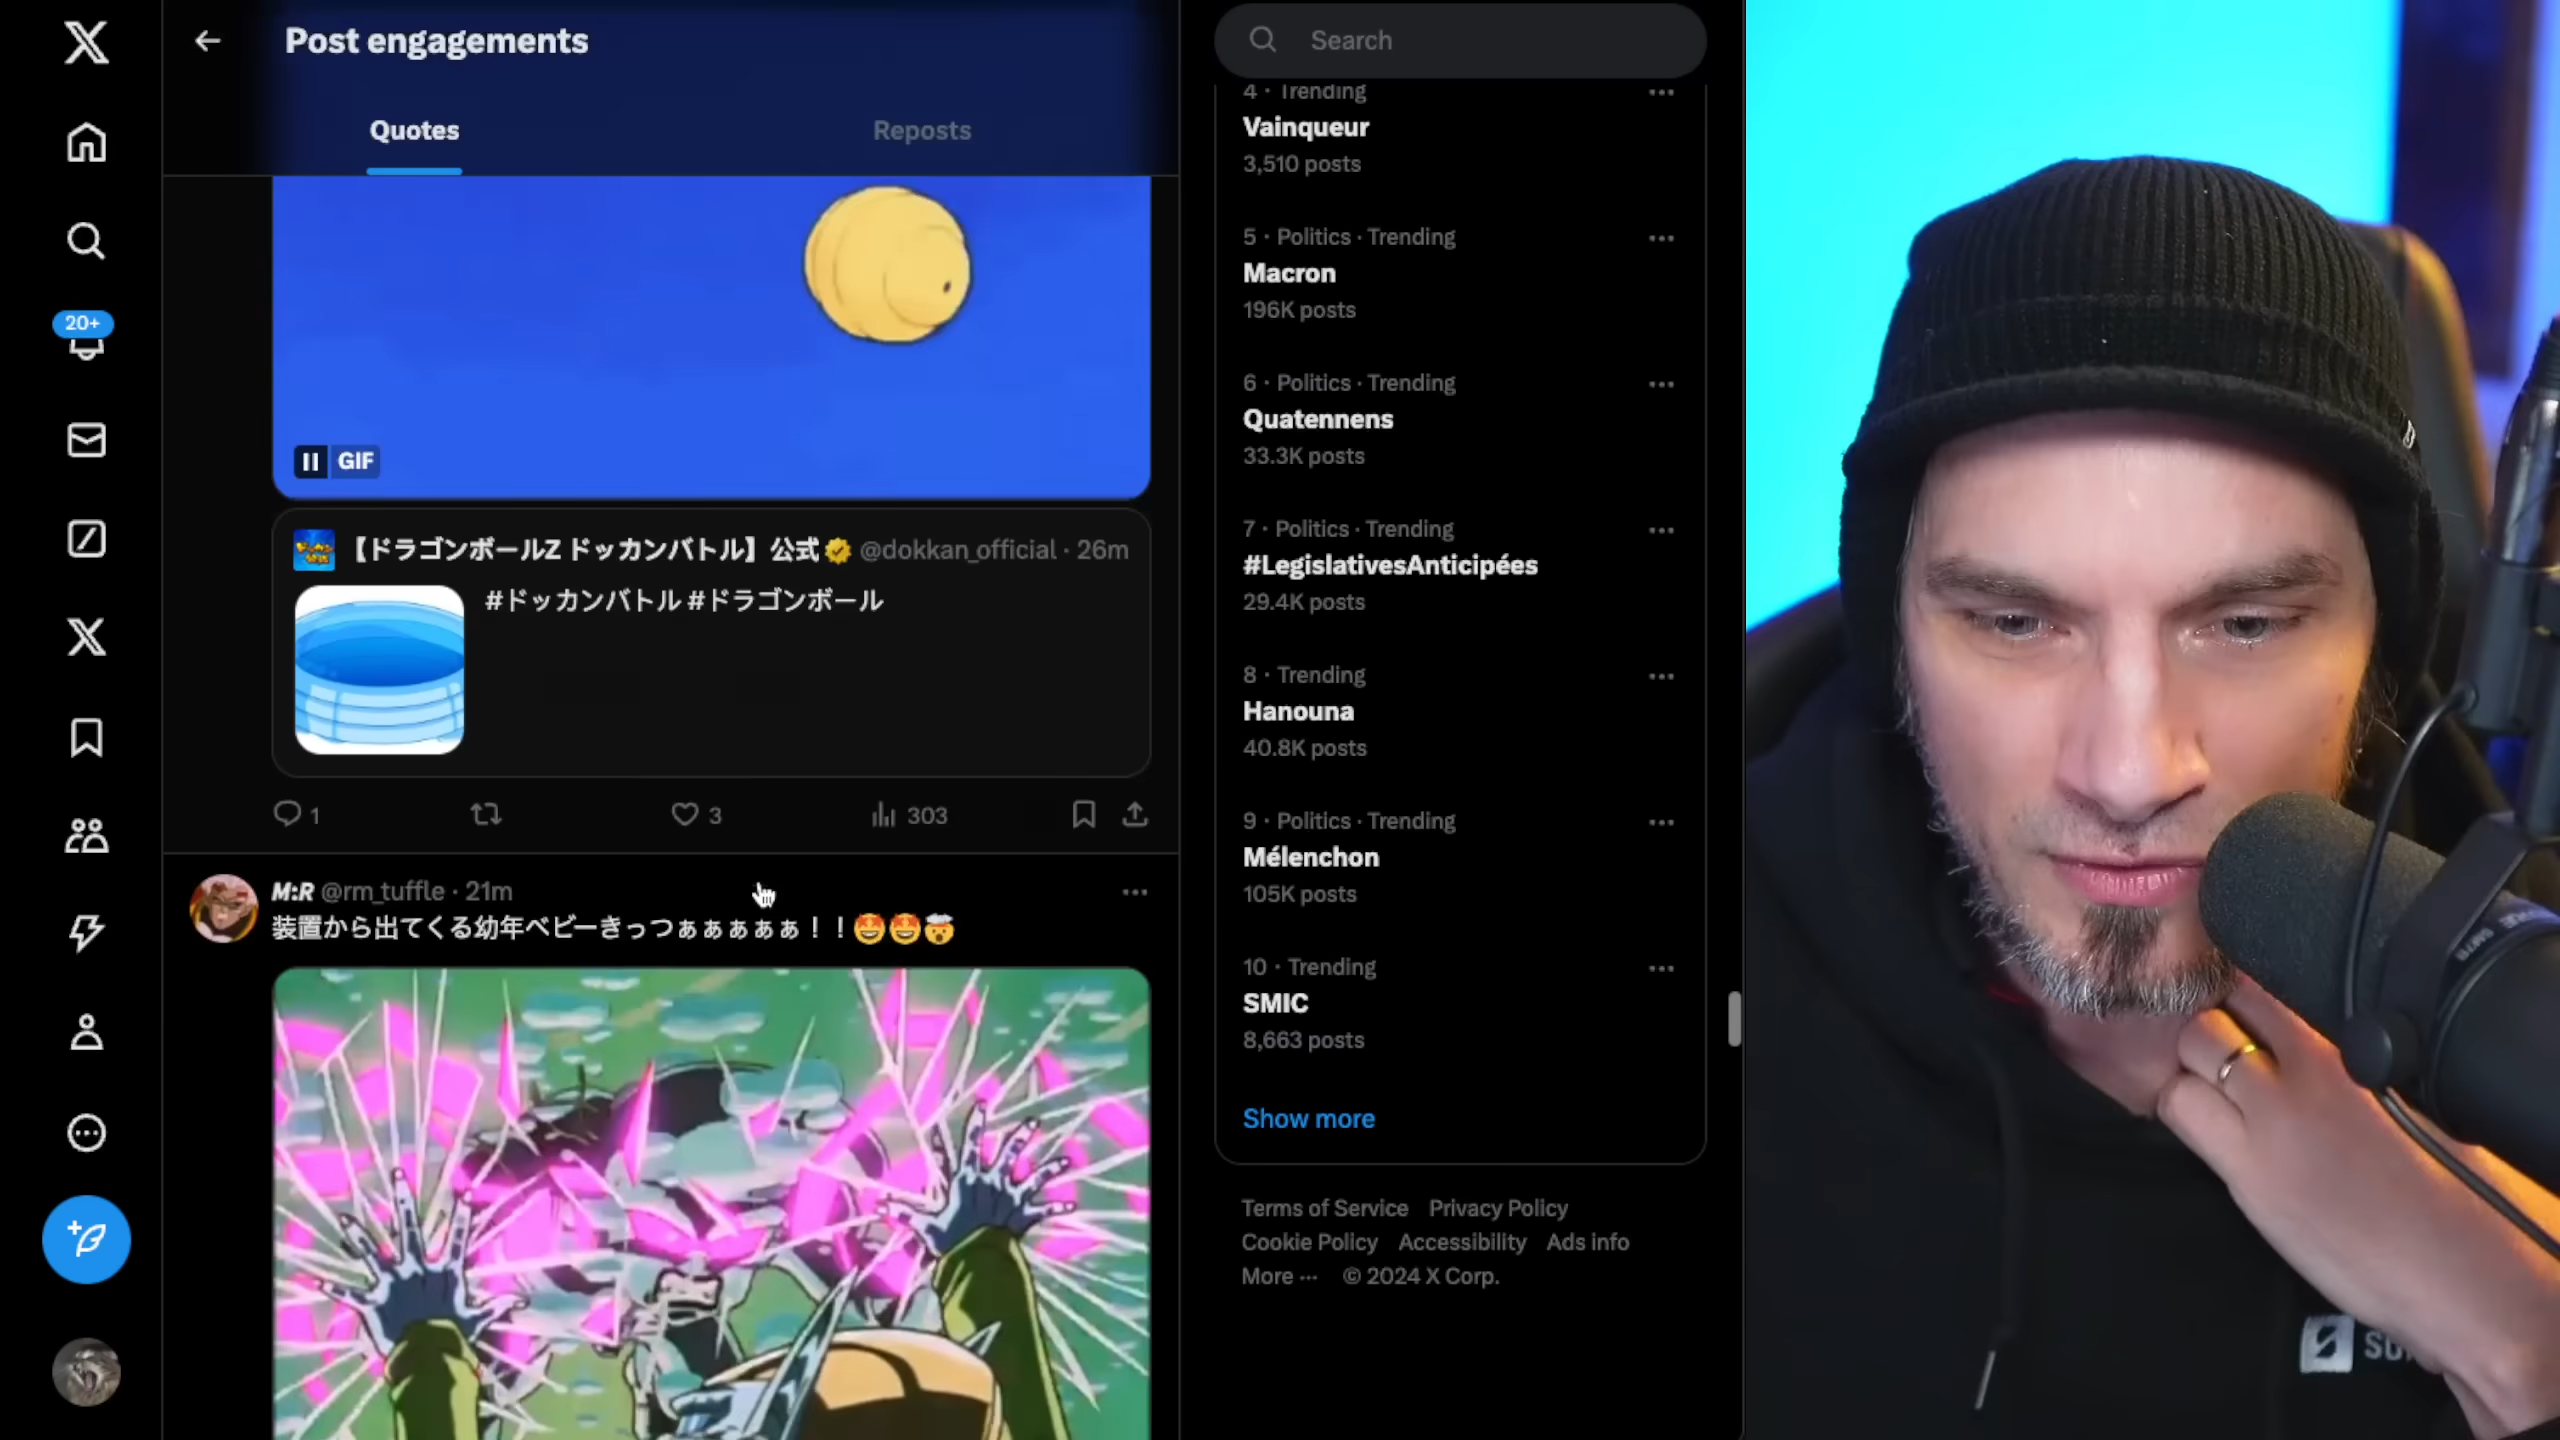 Post engagements
Quotes
Reposts
GIF
【ドラゴンボールZ ドッカンバトル】公式 @dokkan_official · 26m
#ドッカンバトル #ドラゴンボール
1
3
303
M:R @rm_tuffle · 21m
装置から出てくる幼年ベビーきっつぁぁぁぁぁ！！🤩🤩🤯
20+
Search
4 · Trending
Vainqueur
3,510 posts
5 · Politics · Trending
Macron
196K posts
6 · Politics · Trending
Quatennens
33.3K posts
7 · Politics · Trending
#LegislativesAnticipées
29.4K posts
8 · Trending
Hanouna
40.8K posts
9 · Politics · Trending
Mélenchon
105K posts
10 · Trending
SMIC
8,663 posts
Show more
Terms of Service Privacy Policy
Cookie Policy Accessibility Ads info
More ··· © 2024 X Corp.